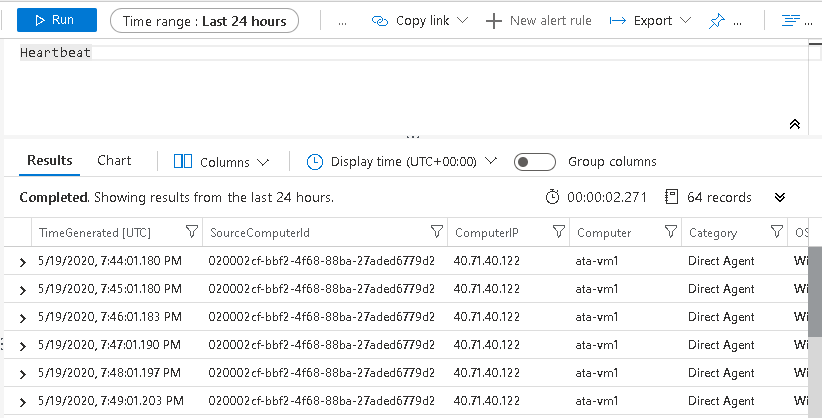 Run Time range : Last 24 hours ... Copy link New alert rule Export ... ...
Heartbeat
...
Results Chart Columns Display time (UTC+00:00) Group columns
Completed. Showing results from the last 24 hours. 00:00:02.271 64 records
TimeGenerated [UTC] SourceComputerId ComputerIP Computer Category OS
5/19/2020, 7:44:01.180 PM 020002cf-bbf2-4f68-88ba-27aded6779d2 40.71.40.122 ata-vm1 Direct Agent Wi
5/19/2020, 7:45:01.180 PM 020002cf-bbf2-4f68-88ba-27aded6779d2 40.71.40.122 ata-vm1 Direct Agent Wi
5/19/2020, 7:46:01.183 PM 020002cf-bbf2-4f68-88ba-27aded6779d2 40.71.40.122 ata-vm1 Direct Agent Wi
5/19/2020, 7:47:01.190 PM 020002cf-bbf2-4f68-88ba-27aded6779d2 40.71.40.122 ata-vm1 Direct Agent Wi
5/19/2020, 7:48:01.197 PM 020002cf-bbf2-4f68-88ba-27aded6779d2 40.71.40.122 ata-vm1 Direct Agent Wi
5/19/2020, 7:49:01.203 PM 020002cf-bbf2-4f68-88ba-27aded6779d2 40.71.40.122 ata-vm1 Direct Agent Wi